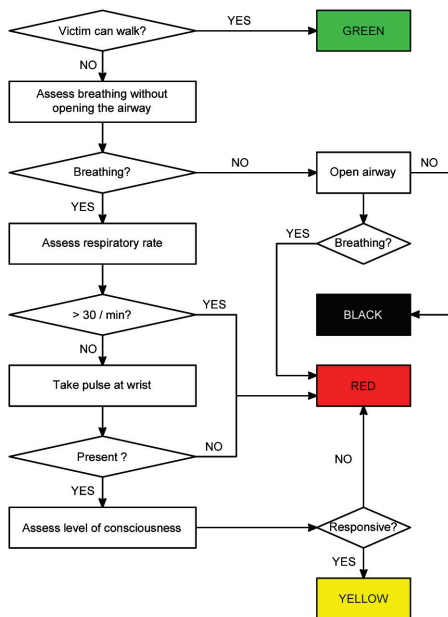 Victim can walk?
YES
GREEN
NO
Assess breathing without
opening the airway
Breathing?
NO
Open airway
NO
YES
YES
Assess respiratory rate
Breathing?
> 30 / min?
YES
BLACK
NO
Take pulse at wrist
RED
Present ?
NO
NO
YES
Assess level of consciousness
Responsive?
YES
YELLOW